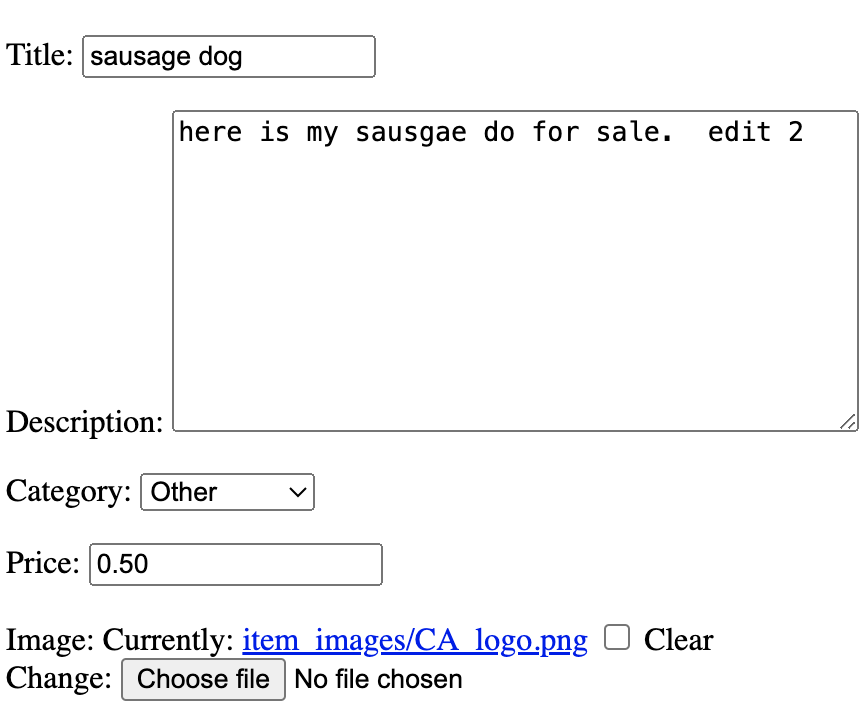 Title: sausage dog
here is my sausgae do for sale.  edit 2
Description:
Category: Other
Price: 0.50
Image: Currently: item_images/CA_logo.png Clear
Change: Choose file No file chosen